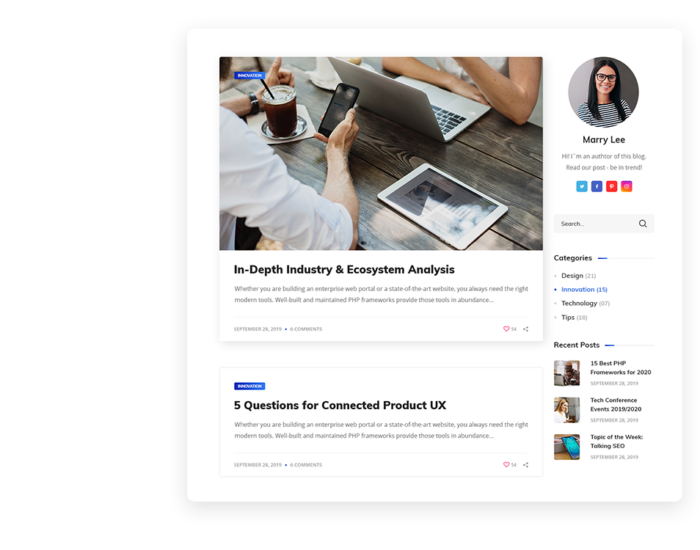 INNOVATION
In-Depth Industry & Ecosystem Analysis
Whether you are building an enterprise web portal or a state-of-the-art website, you always need the right
modern tools. Well-built and maintained PHP frameworks provide those tools in abundance...
SEPTEMBER 28, 2019 • 6 COMMENTS
56
INNOVATION
5 Questions for Connected Product UX
Whether you are building an enterprise web portal or a state-of-the-art website, you always need the right
modern tools. Well-built and maintained PHP frameworks provide those tools in abundance...
SEPTEMBER 28, 2019 • 6 COMMENTS
56
Marry Lee
Hi! I`m an author of this blog.
Read our post - be in trend!
Search...
Categories
Design (21)
Innovation (15)
Technology (07)
Tips (10)
Recent Posts
15 Best PHP
Frameworks for 2020
SEPTEMBER 28, 2019
Tech Conference
Events 2019/2020
SEPTEMBER 28, 2019
Topic of the Week:
Talking SEO
SEPTEMBER 28, 2019